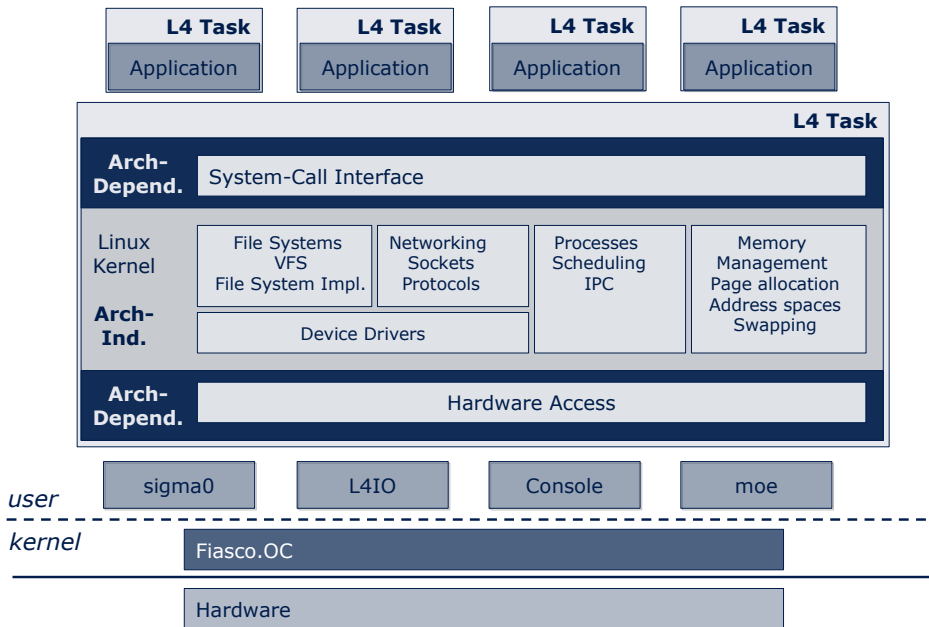 L4 Task
Application
L4 Task
Application
L4 Task
Application
L4 Task
Application
L4 Task
Arch-
Depend.
System-Call Interface
Linux
Kernel
Arch-
Ind.
File Systems
VFS
File System Impl.
Networking
Sockets
Protocols
Processes
Scheduling
IPC
Memory
Management
Page allocation
Address spaces
Swapping
Device Drivers
Arch-
Depend.
Hardware Access
sigma0
L4IO
Console
moe
user
kernel
Fiasco.OC
Hardware